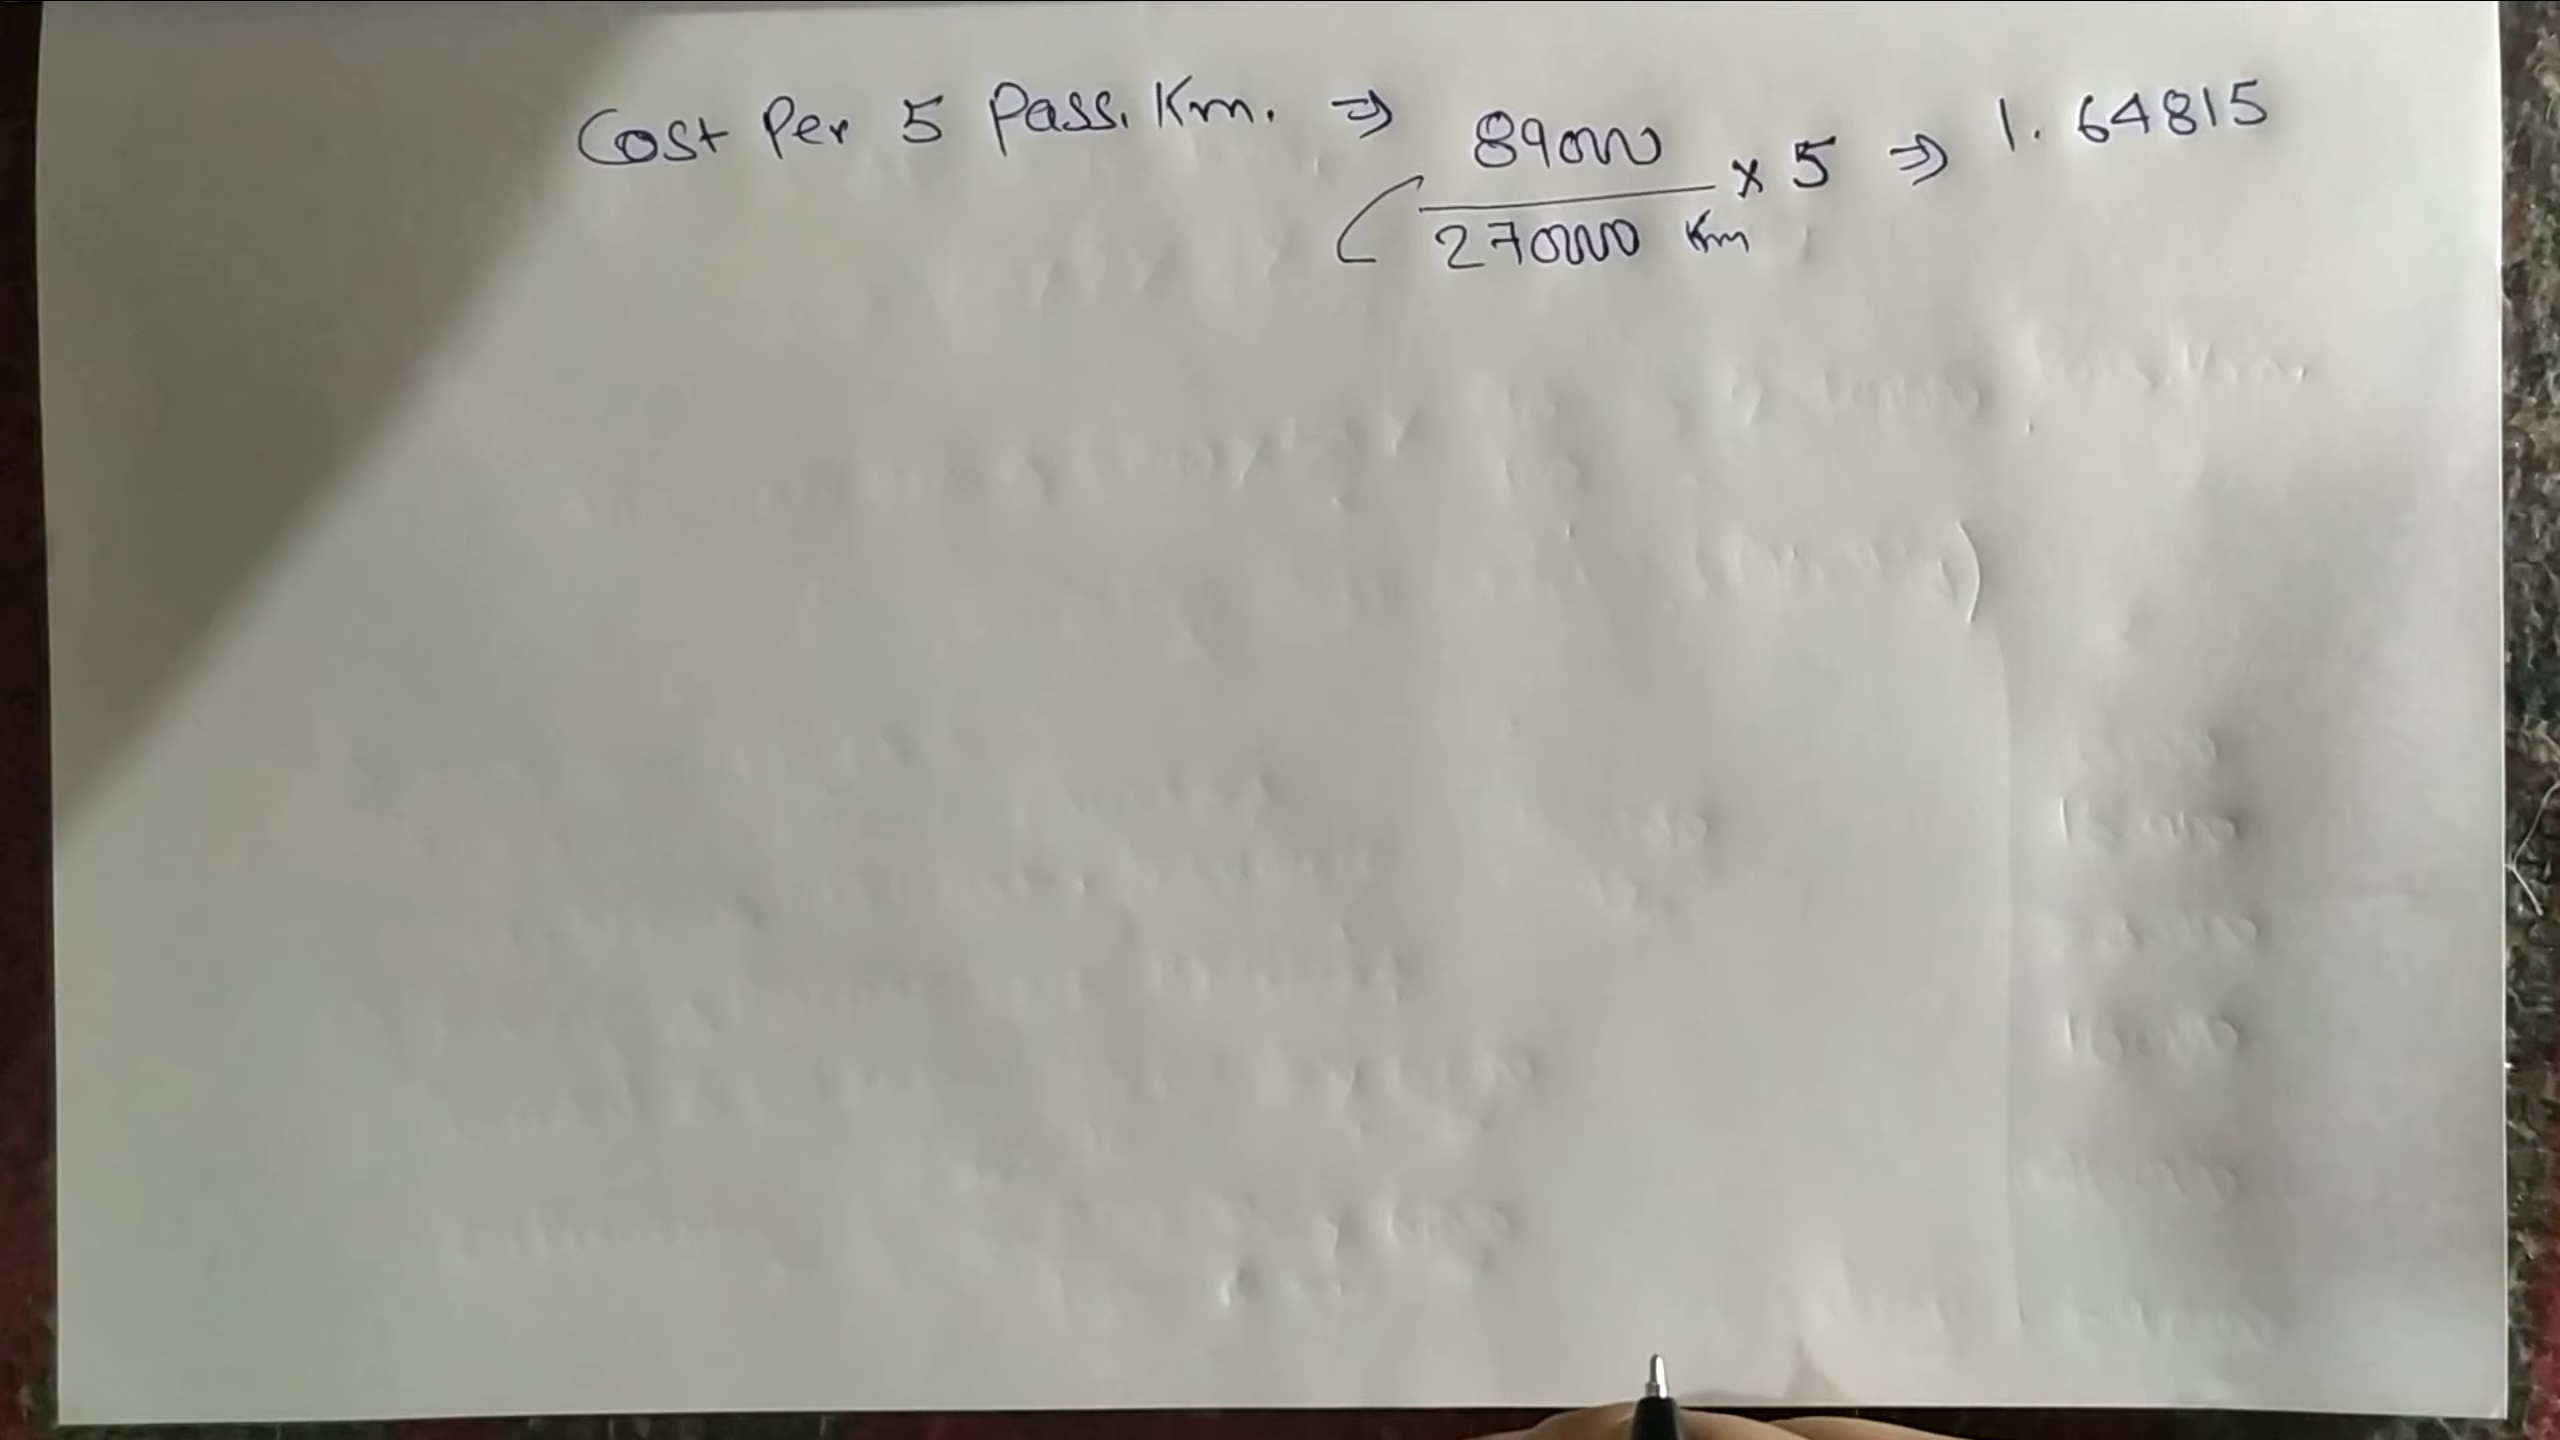 Cost Per 5 Pass. Km. ⇒ 89000 / 270000 Km × 5 ⇒ 1.64815